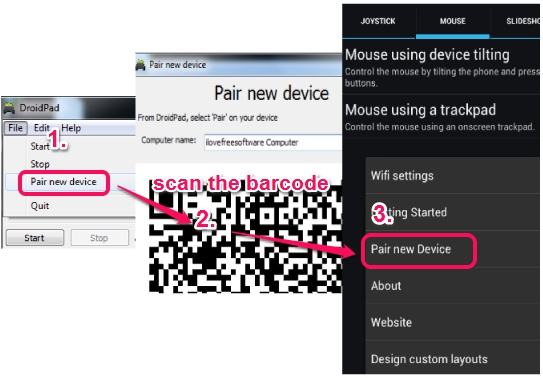 DroidPad
File Edit Help
1.
Start
Stop
Pair new device
Quit
Start Stop
Pair new device
Pair new device
From DroidPad, select 'Pair' on your device
Computer name: ilovefreesoftware Computer
scan the barcode
2.
JOYSTICK MOUSE SLIDESHO
Mouse using device tilting
Control the mouse by tilting the phone and press
buttons.
Mouse using a trackpad
Control the mouse using an onscreen trackpad.
Wifi settings
3.
Getting Started
Pair new Device
About
Website
Design custom layouts